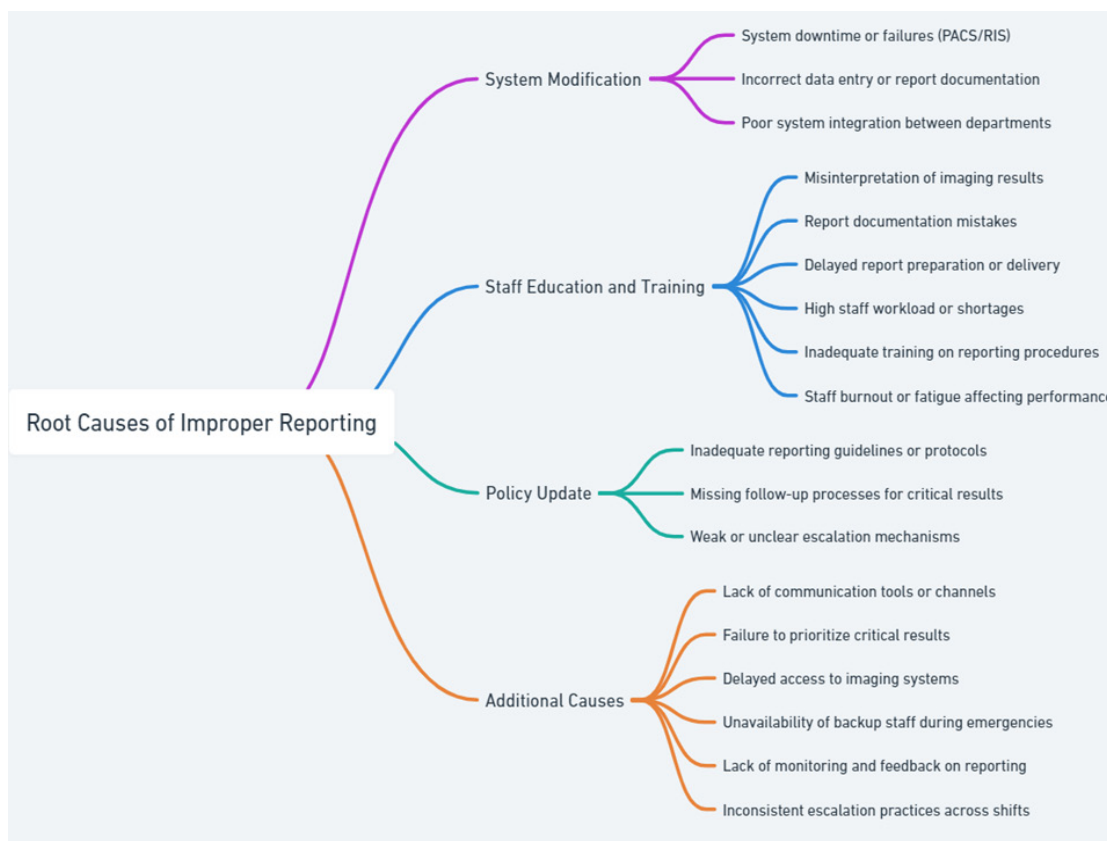 Root Causes of Improper Reporting
System Modification
System downtime or failures (PACS/RIS)
Incorrect data entry or report documentation
Poor system integration between departments
Staff Education and Training
Misinterpretation of imaging results
Report documentation mistakes
Delayed report preparation or delivery
High staff workload or shortages
Inadequate training on reporting procedures
Staff burnout or fatigue affecting performance
Policy Update
Inadequate reporting guidelines or protocols
Missing follow-up processes for critical results
Weak or unclear escalation mechanisms
Additional Causes
Lack of communication tools or channels
Failure to prioritize critical results
Delayed access to imaging systems
Unavailability of backup staff during emergencies
Lack of monitoring and feedback on reporting
Inconsistent escalation practices across shifts